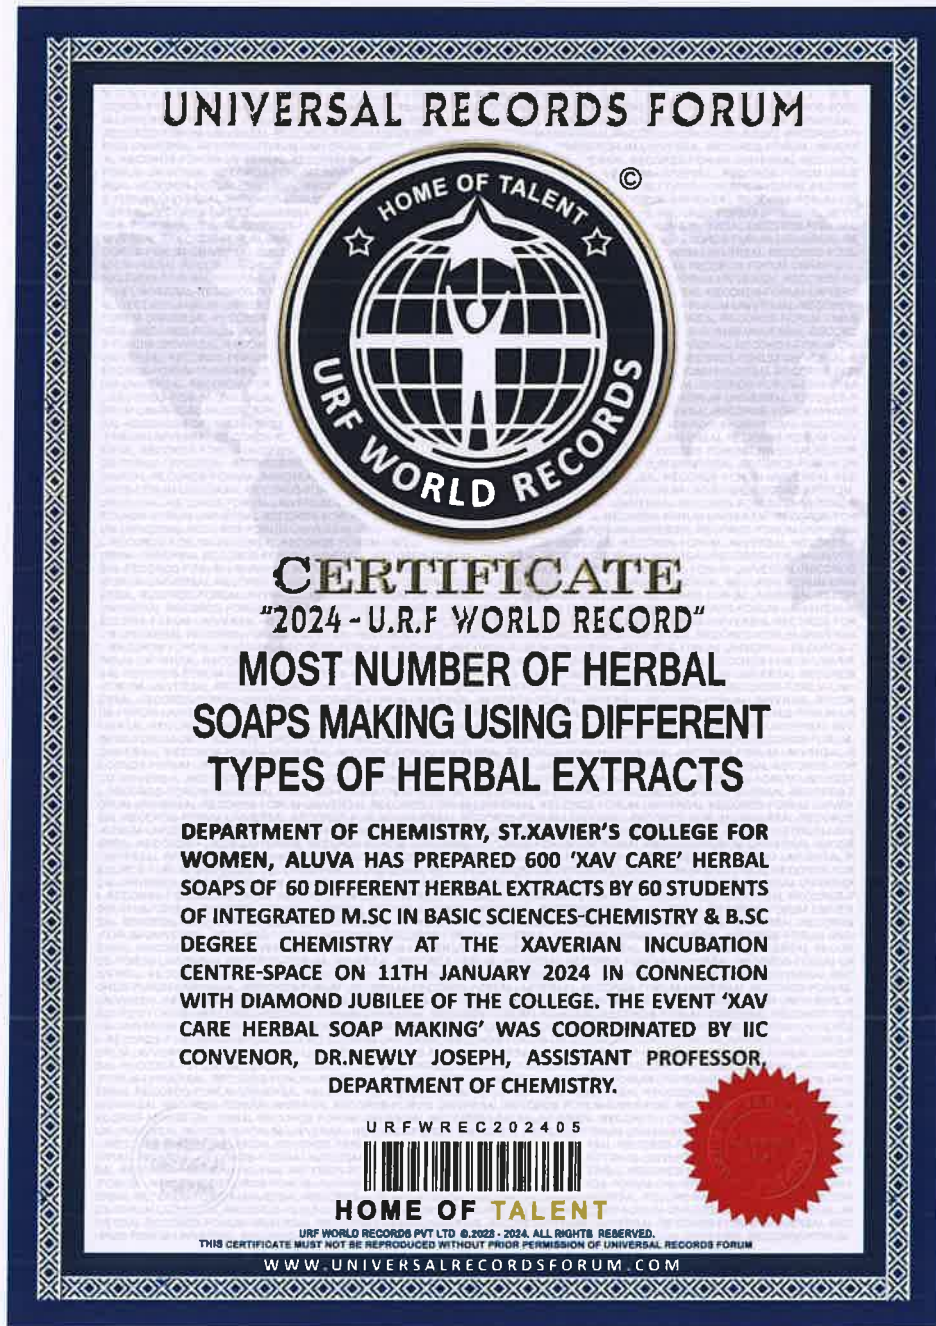 UNIVERSAL RECORDS FORUM
©
HOME OF TALENT
URF WORLD RECORDS
CERTIFICATE
"2024 - U.R.F WORLD RECORD"
MOST NUMBER OF HERBAL
SOAPS MAKING USING DIFFERENT
TYPES OF HERBAL EXTRACTS
DEPARTMENT OF CHEMISTRY, ST.XAVIER'S COLLEGE FOR
WOMEN, ALUVA HAS PREPARED 600 'XAV CARE' HERBAL
SOAPS OF 60 DIFFERENT HERBAL EXTRACTS BY 60 STUDENTS
OF INTEGRATED M.SC IN BASIC SCIENCES-CHEMISTRY & B.SC
DEGREE CHEMISTRY AT THE XAVERIAN INCUBATION
CENTRE-SPACE ON 11TH JANUARY 2024 IN CONNECTION
WITH DIAMOND JUBILEE OF THE COLLEGE. THE EVENT 'XAV
CARE HERBAL SOAP MAKING' WAS COORDINATED BY IIC
CONVENOR, DR.NEWLY JOSEPH, ASSISTANT PROFESSOR,
DEPARTMENT OF CHEMISTRY.
URFWREC202405
HOME OF TALENT
URF WORLD RECORDS PVT LTD ©.2023 - 2024. ALL RIGHTS RESERVED.
THIS CERTIFICATE MUST NOT BE REPRODUCED WITHOUT PRIOR PERMISSION OF UNIVERSAL RECORDS FORUM
WWW.UNIVERSALRECORDSFORUM.COM